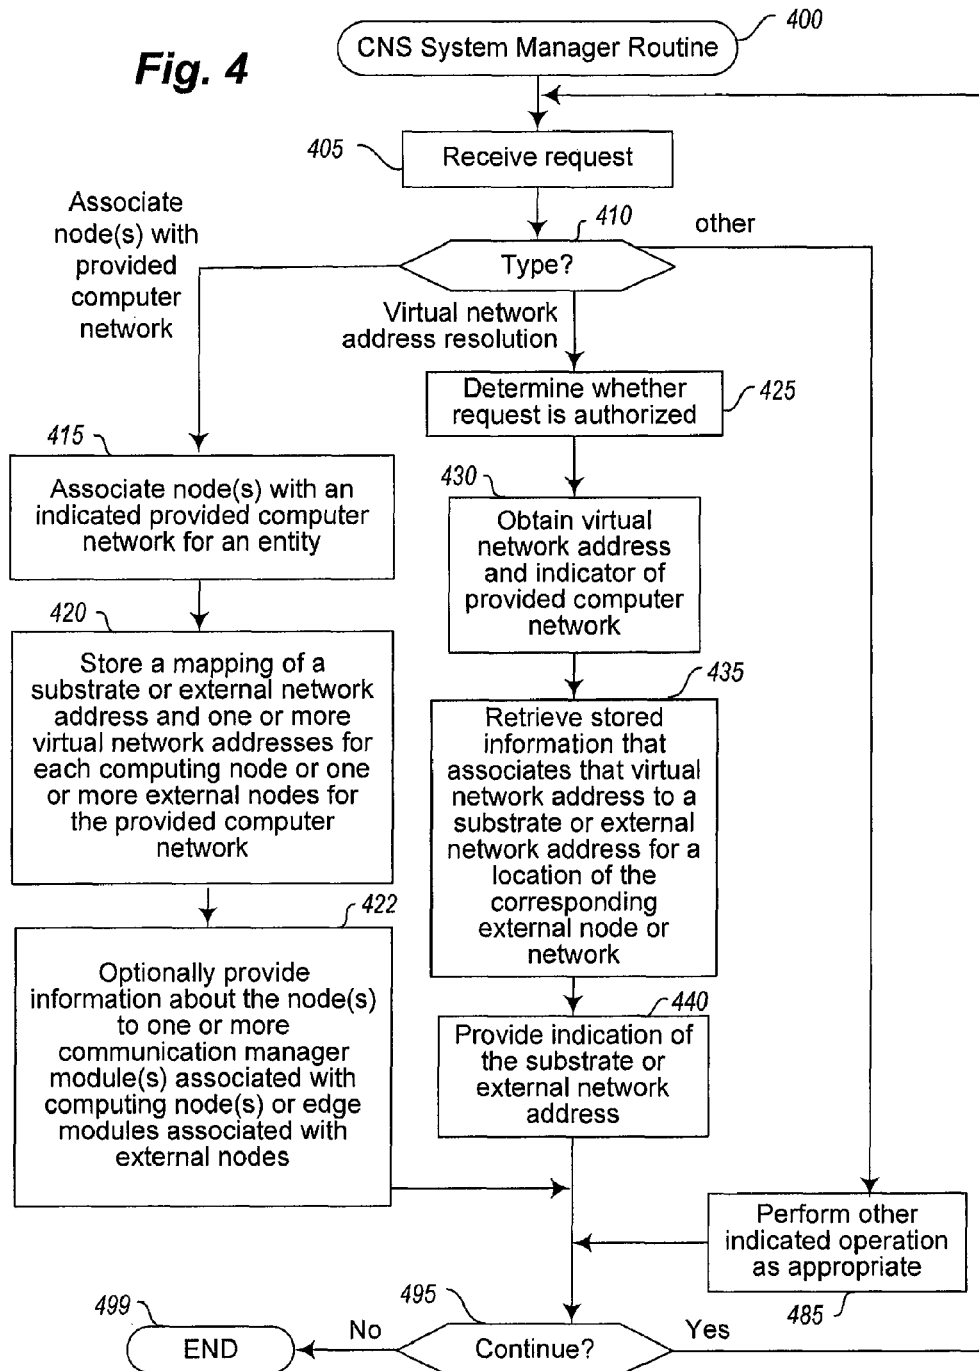 Fig. 4
CNS System Manager Routine
400
405
Receive request
Associate
node(s) with
provided
computer
network
410
other
Type?
Virtual network
address resolution
Determine whether
request is authorized
425
415
Associate node(s) with an
indicated provided computer
network for an entity
430
Obtain virtual
network address
and indicator of
provided computer
network
420
Store a mapping of a
substrate or external network
address and one or more
virtual network addresses for
each computing node or one
or more external nodes for
the provided computer
network
435
Retrieve stored
information that
associates that virtual
network address to a
substrate or external
network address for a
location of the
corresponding
external node or
network
422
Optionally provide
information about the node(s)
to one or more
communication manager
module(s) associated with
computing node(s) or edge
modules associated with
external nodes
440
Provide indication of
the substrate or
external network
address
Perform other
indicated operation
as appropriate
485
495
Continue?
Yes
No
499
END